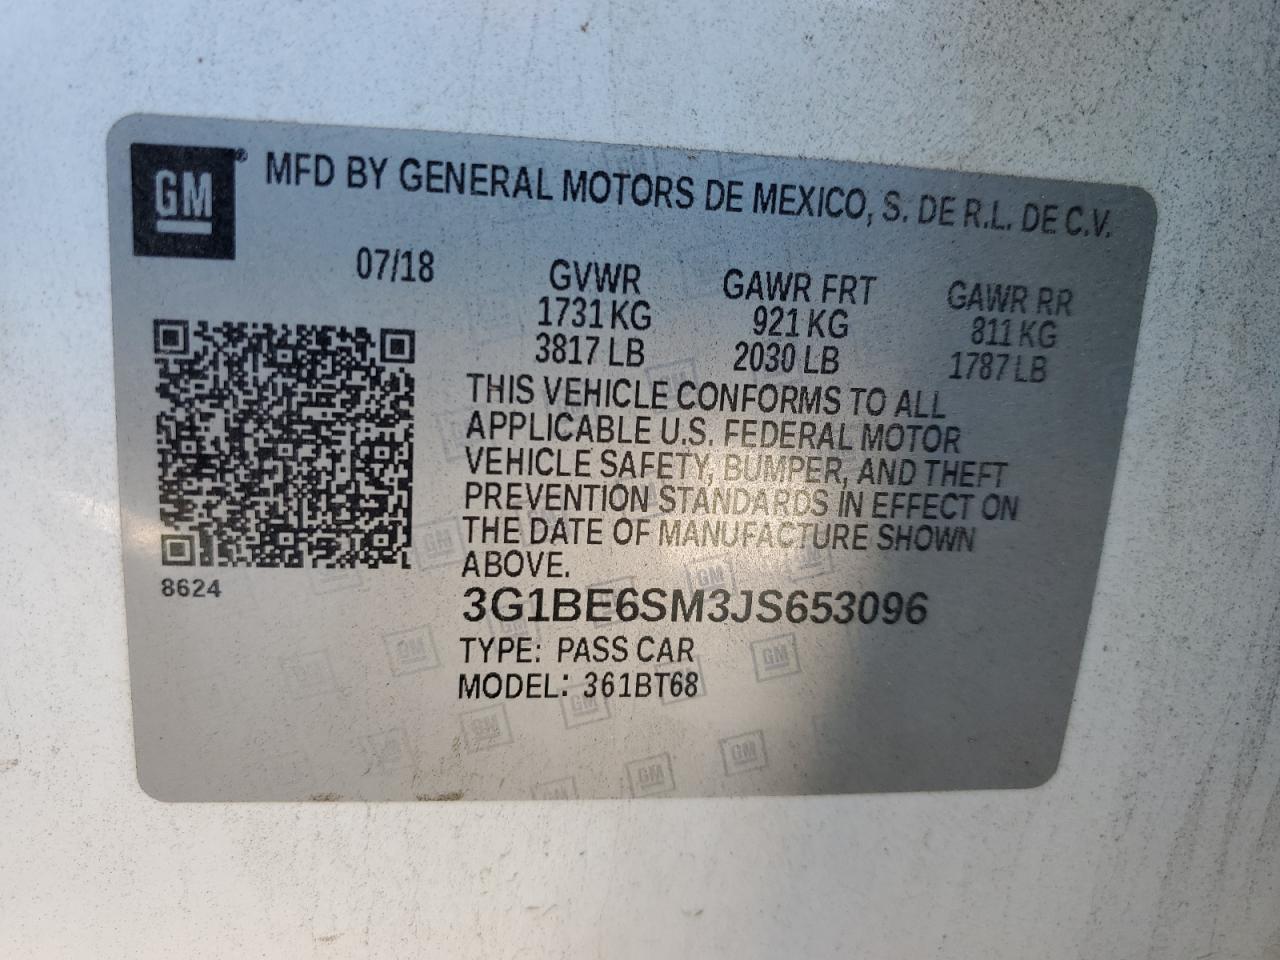 GM® MFD BY GENERAL MOTORS DE MEXICO, S. DE R.L. DE C.V.
07/18 GVWR GAWR FRT GAWR RR
1731 KG 921 KG 811 KG
3817 LB 2030 LB 1787 LB
THIS VEHICLE CONFORMS TO ALL
APPLICABLE U.S. FEDERAL MOTOR
VEHICLE SAFETY, BUMPER, AND THEFT
PREVENTION STANDARDS IN EFFECT ON
THE DATE OF MANUFACTURE SHOWN
ABOVE.
8624
3G1BE6SM3JS653096
TYPE: PASS CAR
MODEL: 361BT68